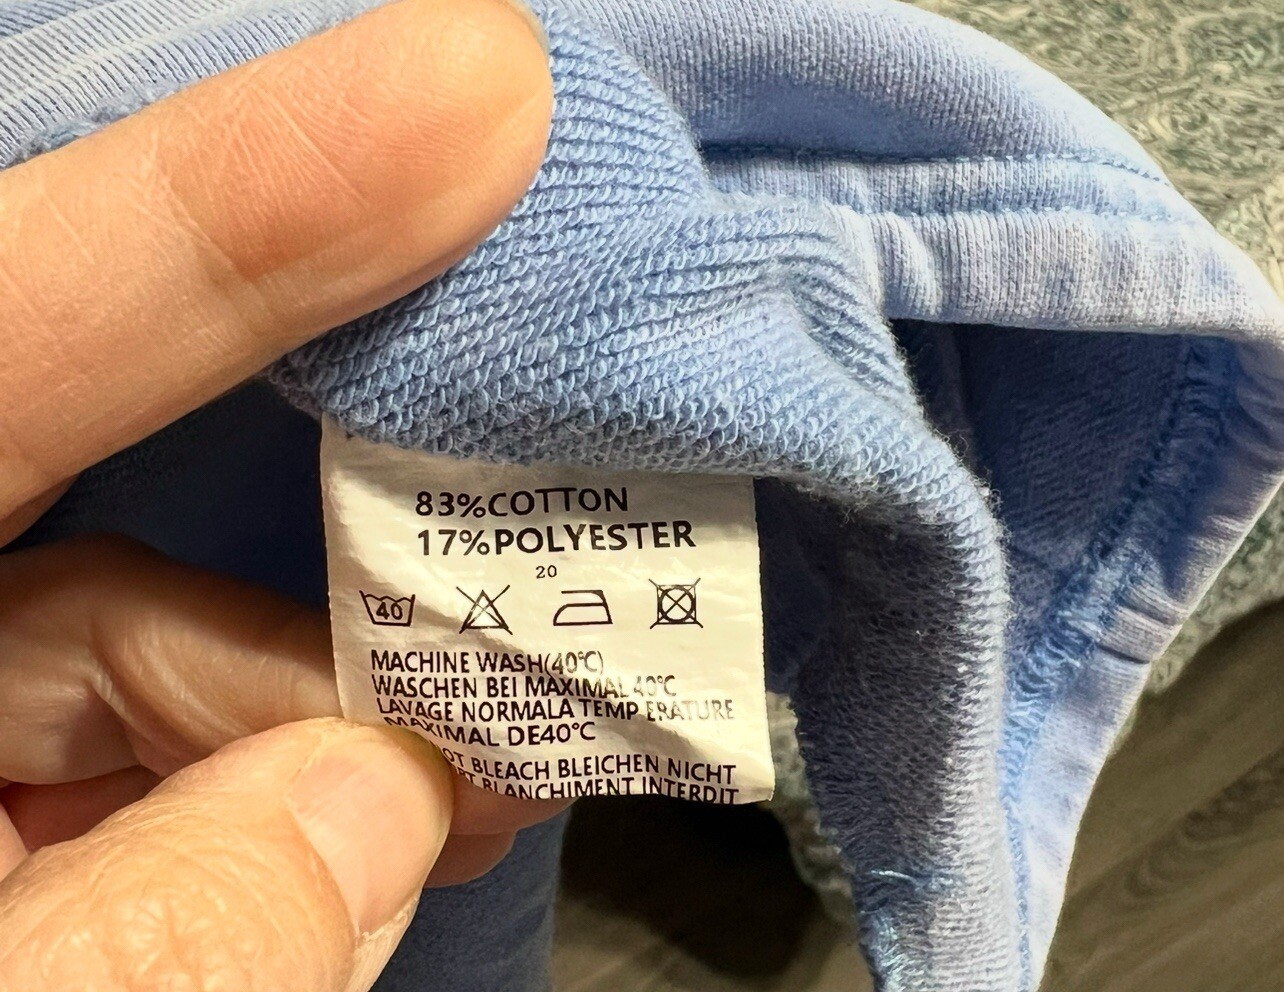 83%COTTON
17%POLYESTER
20
40
MACHINE WASH(40°C)
WASCHEN BEI MAXIMAL 40°C
LAVAGE NORMALA TEMP ERATURE
MAXIMAL DE40°C
BLEACH BLEICHEN NICHT
BLANCHIMENT INTERDIT